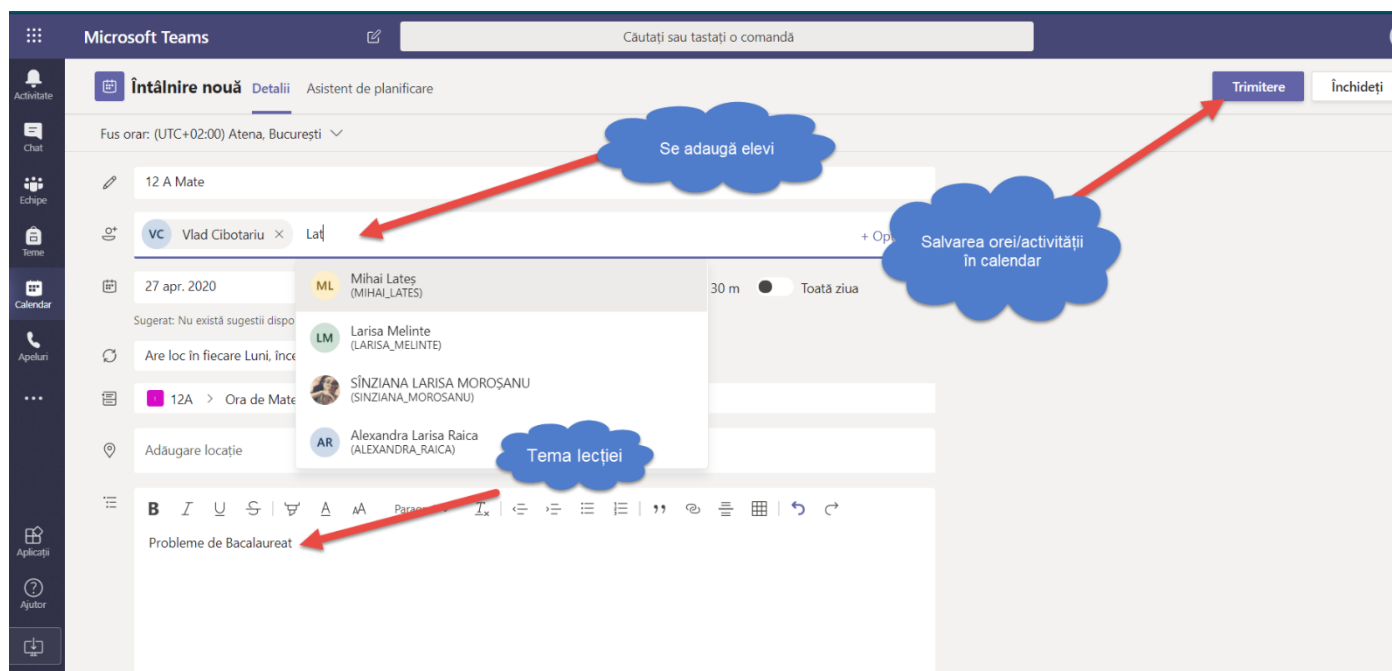 Microsoft Teams
Căutați sau tastați o comandă
Activitate
Chat
Echipe
Teme
Calendar
Apeluri
Aplicații
Ajutor
Întâlnire nouă Detalii Asistent de planificare
Trimitere Închideți
Fus orar: (UTC+02:00) Atena, București
Se adaugă elevi
12 A Mate
VC Vlad Cibotariu × Lat
+ Op
Salvarea orei/activității
în calendar
27 apr. 2020
30 m Toată ziua
Sugerat: Nu există sugestii dispo
ML Mihai Lateș
(MIHAI_LATES)
LM Larisa Melinte
(LARISA_MELINTE)
SÎNZIANA LARISA MOROȘANU
(SINZIANA_MOROSANU)
AR Alexandra Larisa Raica
(ALEXANDRA_RAICA)
Are loc în fiecare Luni, înce
12A > Ora de Mate
Adăugare locație
Tema lecției
B I U S A AA Parag
Probleme de Bacalaureat